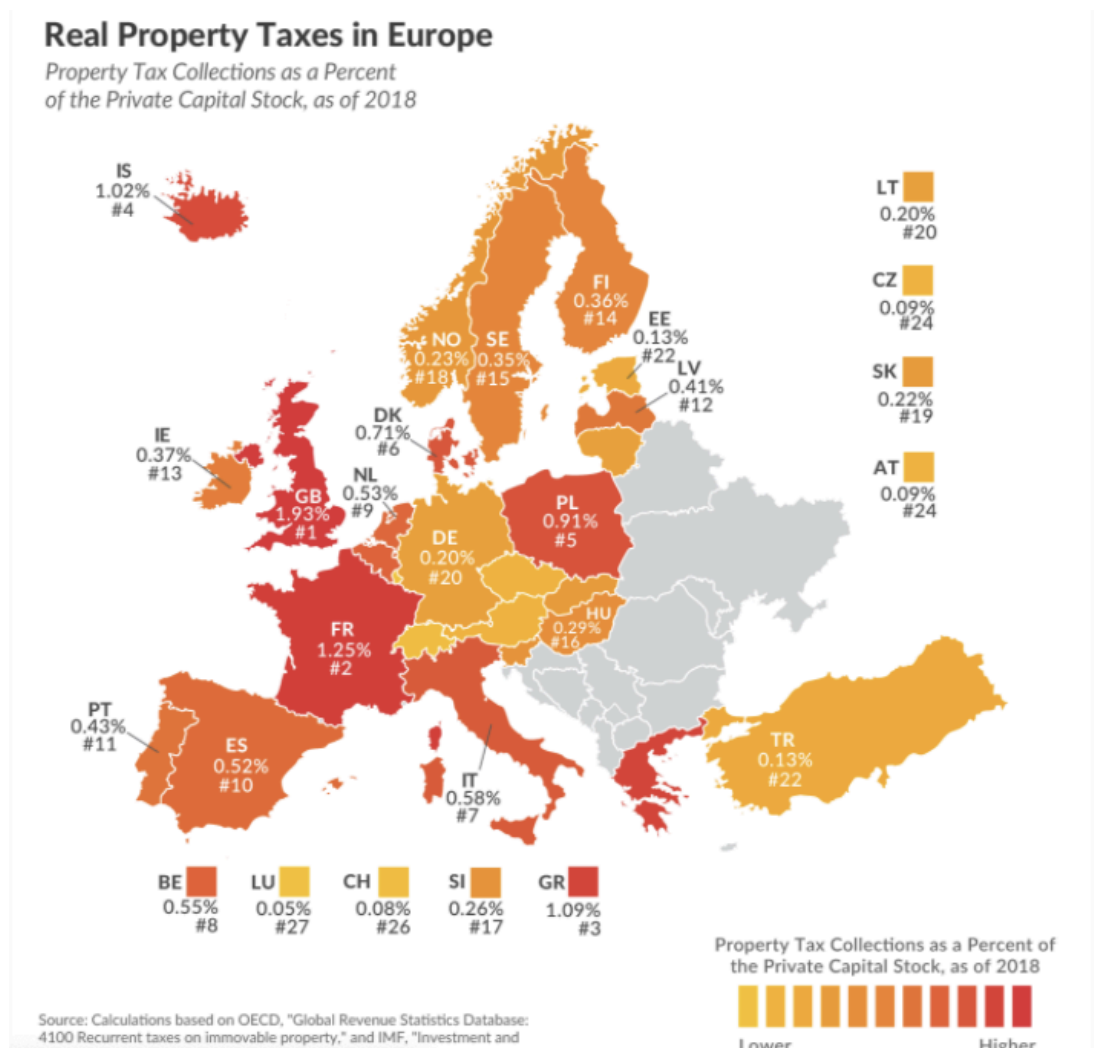 Real Property Taxes in Europe
Property Tax Collections as a Percent
of the Private Capital Stock, as of 2018
IS
1.02%
#4
LT
0.20%
#20
CZ
0.09%
#24
SK
0.22%
#19
AT
0.09%
#24
FI
0.36%
#14
EE
0.13%
#22
NO
0.23%
#18
SE
0.35%
#15
LV
0.41%
#12
DK
0.71%
#6
IE
0.37%
#13
NL
0.53%
#9
GB
1.93%
#1
PL
0.91%
#5
DE
0.20%
#20
HU
0.29%
#16
FR
1.25%
#2
PT
0.43%
#11
ES
0.52%
#10
IT
0.58%
#7
TR
0.13%
#22
BE
0.55%
#8
LU
0.05%
#27
CH
0.08%
#26
SI
0.26%
#17
GR
1.09%
#3
Property Tax Collections as a Percent of
the Private Capital Stock, as of 2018
Lower Higher
Source: Calculations based on OECD, "Global Revenue Statistics Database:
4100 Recurrent taxes on immovable property," and IMF, "Investment and